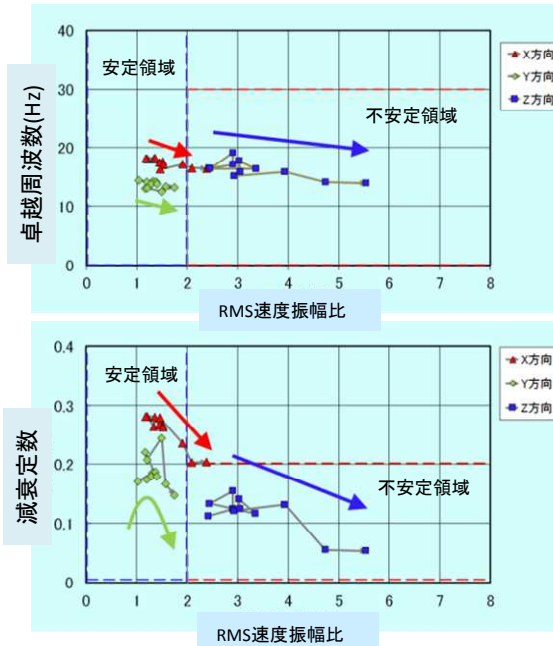 卓越周波数(Hz)
40
30
20
10
0
安定領域
不安定領域
X方向
Y方向
Z方向
0 1 2 3 4 5 6 7 8
RMS速度振幅比
減衰定数
0.4
0.3
0.2
0.1
0
安定領域
不安定領域
X方向
Y方向
Z方向
0 1 2 3 4 5 6 7 8
RMS速度振幅比